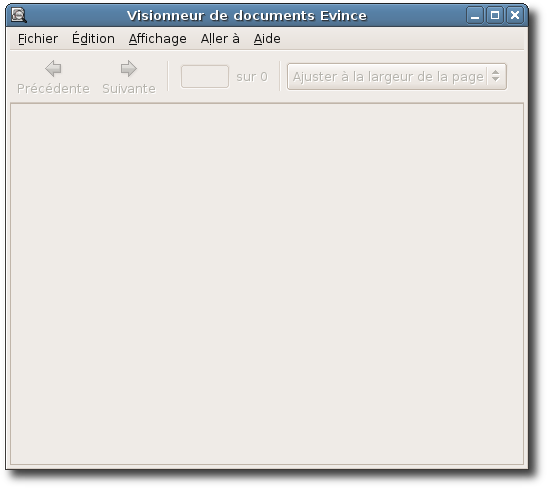 Visionneur de documents Evince
Fichier Édition Affichage Aller à Aide
Précédente Suivante sur 0 Ajuster à la largeur de la page